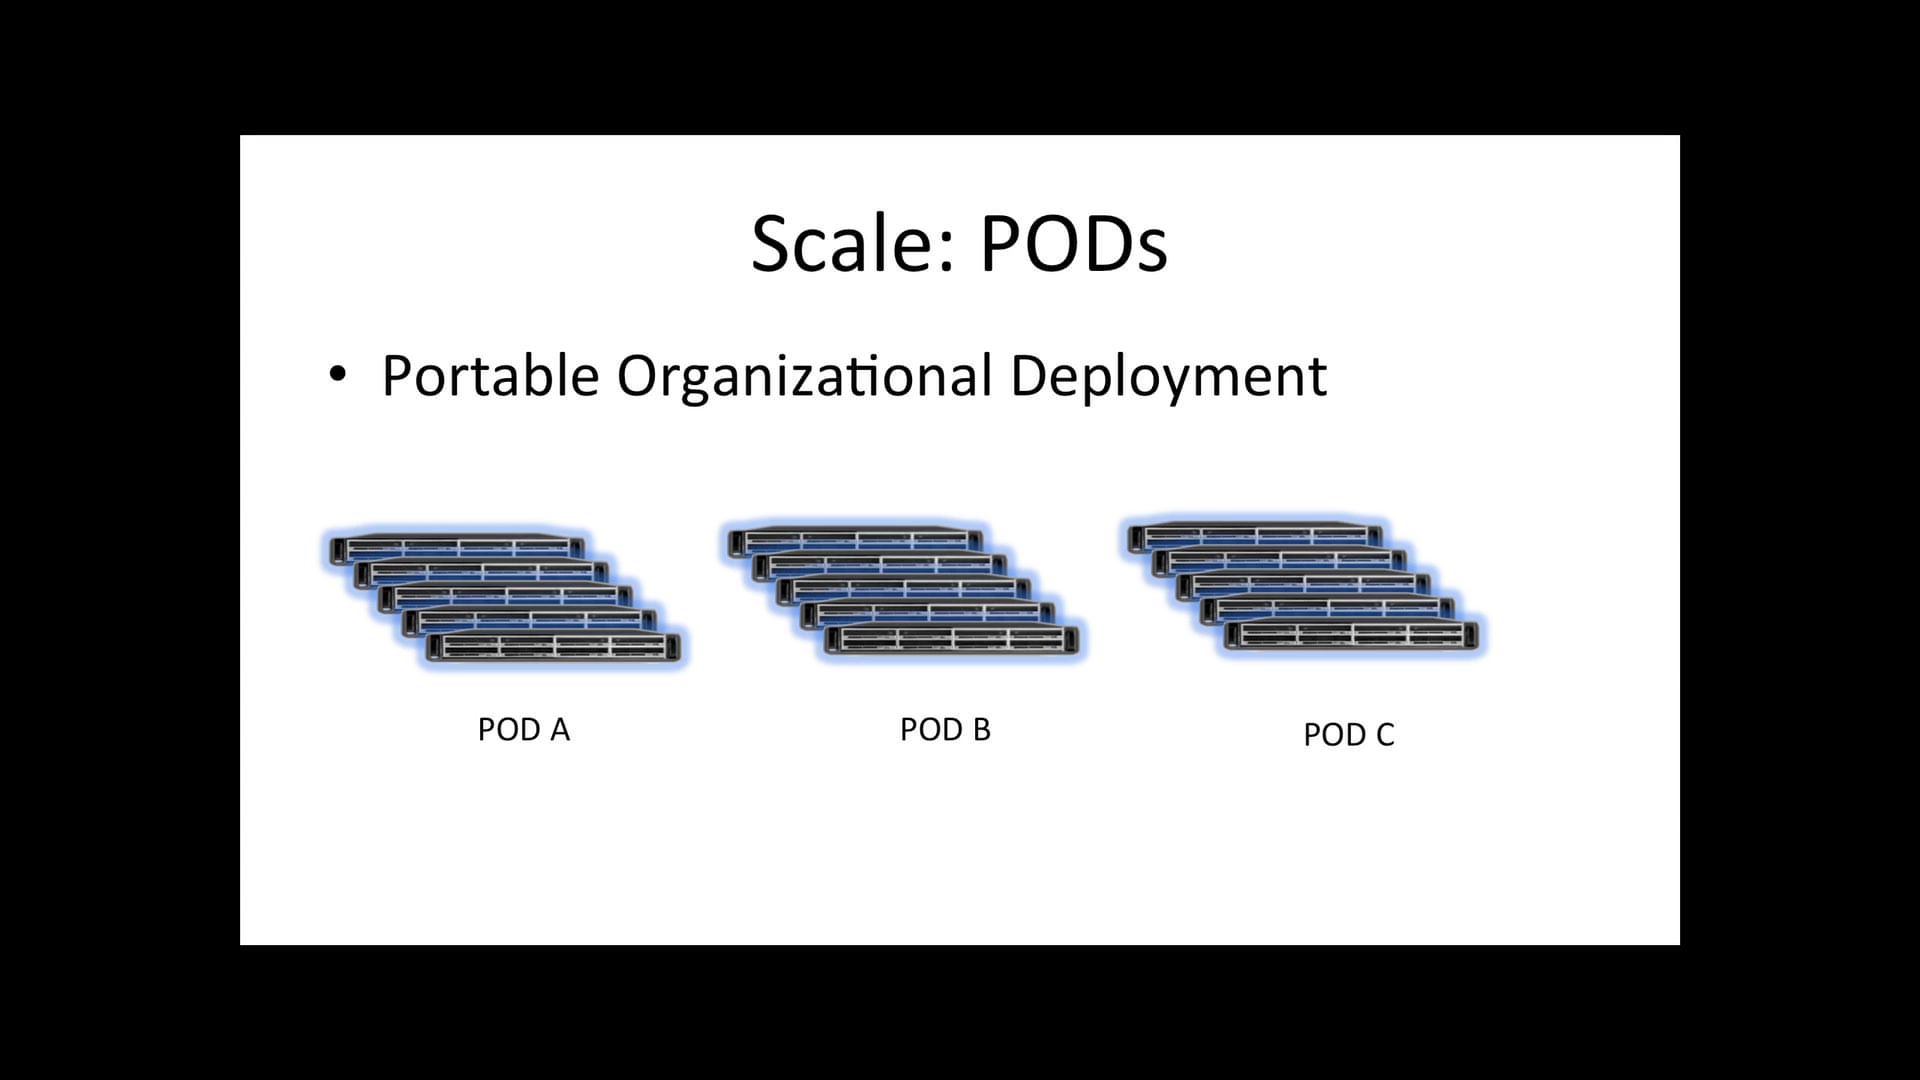 Scale: PODs
• Portable Organizational Deployment
POD A
POD B
POD C